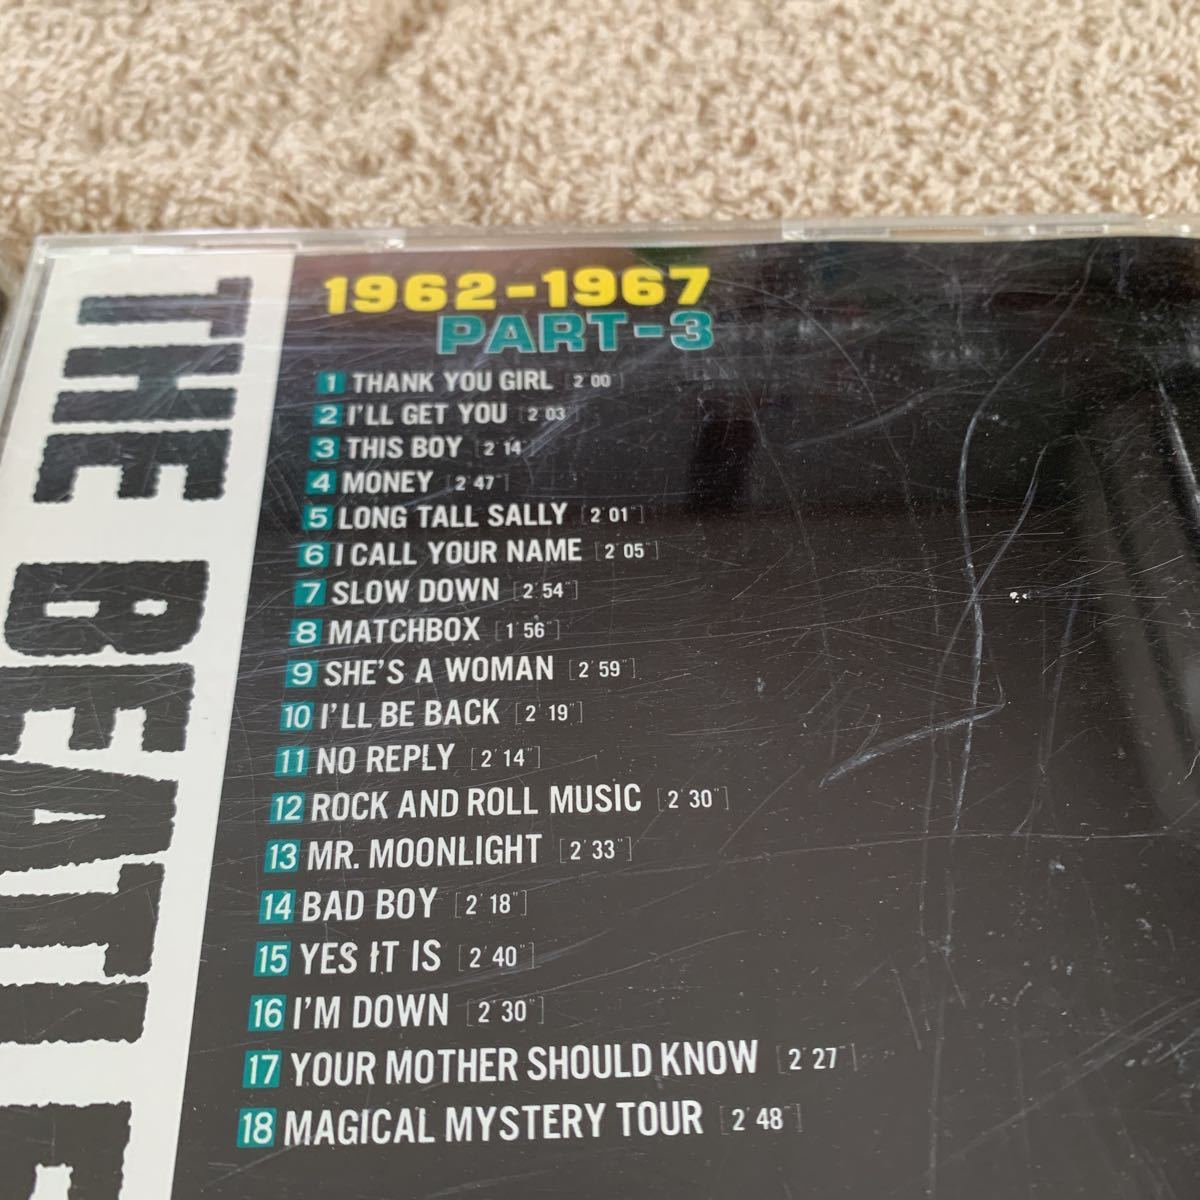 THE BEATLE
1962-1967
PART-3
1 THANK YOU GIRL [2'00"]
2 I'LL GET YOU [2'03"]
3 THIS BOY [2'14"]
4 MONEY [2'47"]
5 LONG TALL SALLY [2'01"]
6 I CALL YOUR NAME [2'05"]
7 SLOW DOWN [2'54"]
8 MATCHBOX [1'56"]
9 SHE'S A WOMAN [2'59"]
10 I'LL BE BACK [2'19"]
11 NO REPLY [2'14"]
12 ROCK AND ROLL MUSIC [2'30"]
13 MR. MOONLIGHT [2'33"]
14 BAD BOY [2'18"]
15 YES IT IS [2'40"]
16 I'M DOWN [2'30"]
17 YOUR MOTHER SHOULD KNOW [2'27"]
18 MAGICAL MYSTERY TOUR [2'48"]